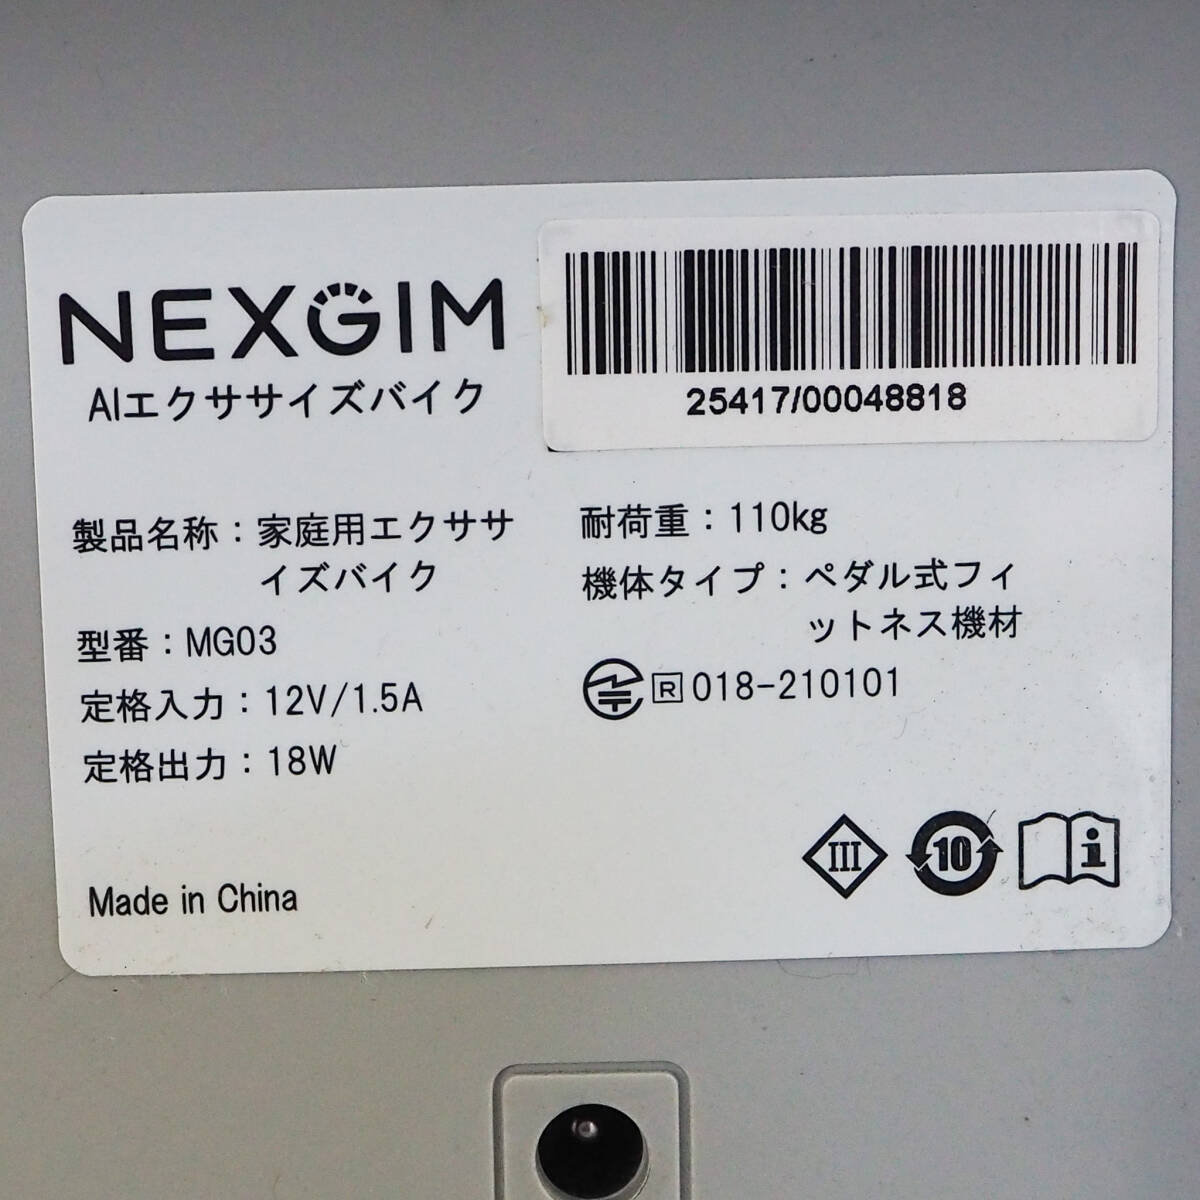 NEXGIM
AIエクササイズバイク
25417/00048818
製品名称：家庭用エクササ
イズバイク
型番：MG03
定格入力：12V/1.5A
定格出力：18W
耐荷重：110kg
機体タイプ：ペダル式フィ
ットネス機材
R 018-210101
III
10
i
Made in China